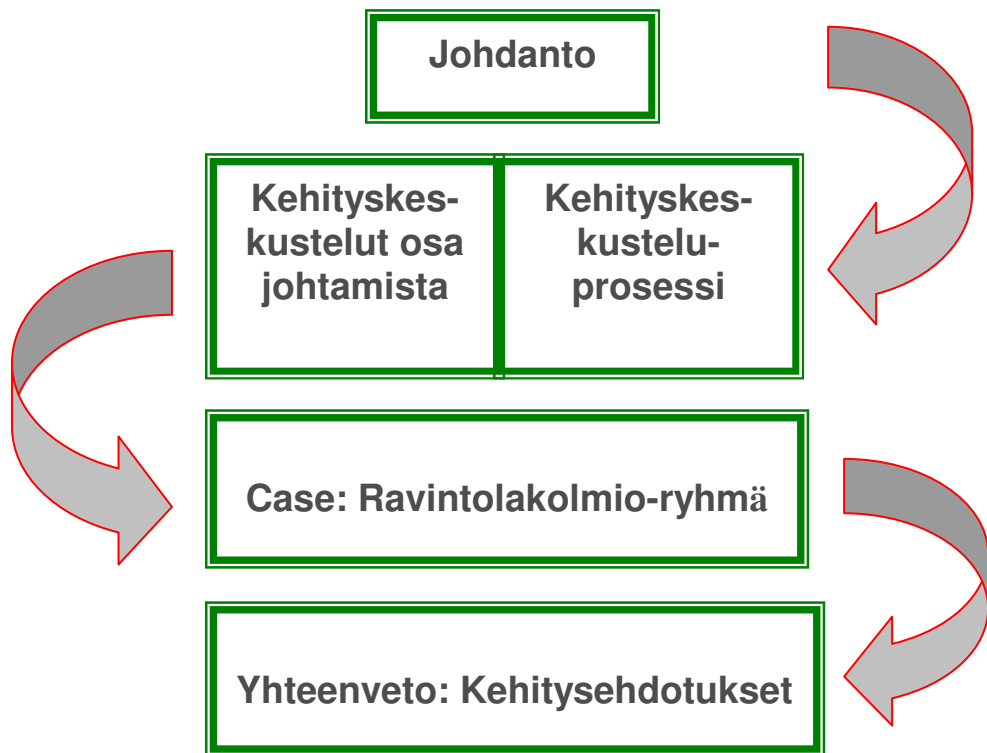 Johdanto
Kehityskes-
kustelut osa
johtamista
Kehityskes-
kustelu-
prosessi
Case: Ravintolakolmio-ryhmä
Yhteenveto: Kehitysehdotukset